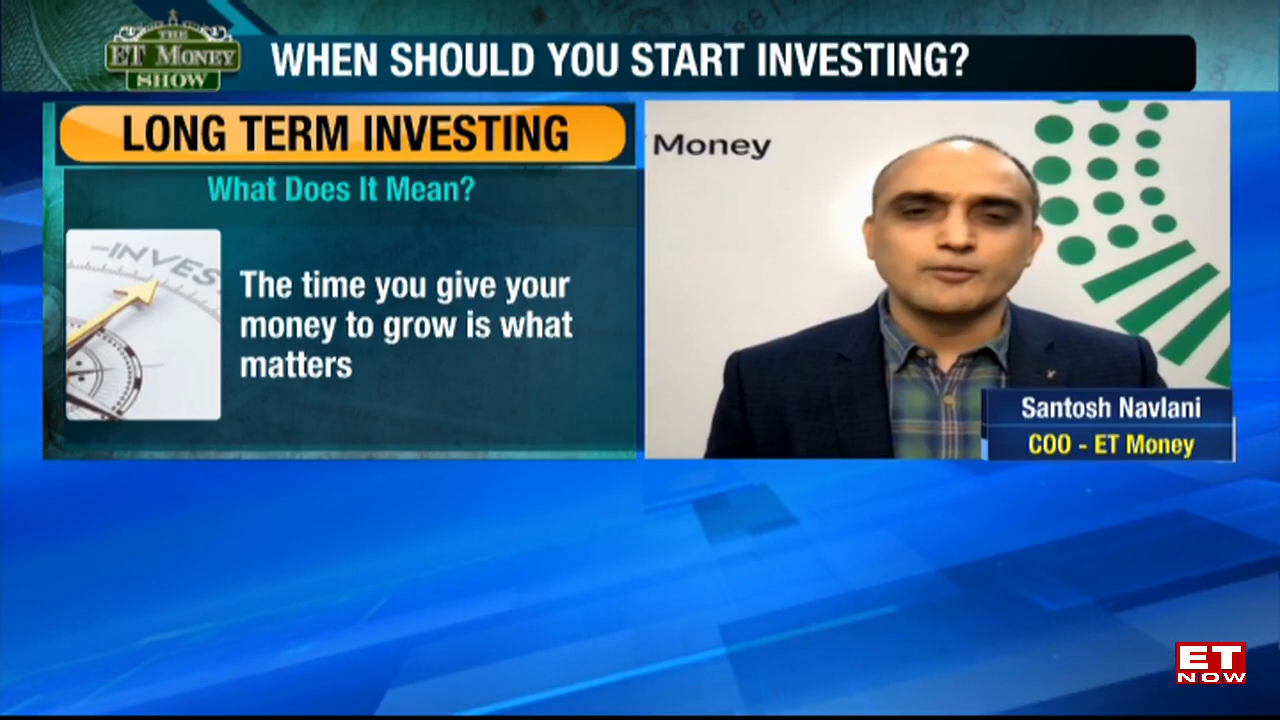 THE
ET MONEY
SHOW
WHEN SHOULD YOU START INVESTING?
LONG TERM INVESTING
What Does It Mean?
INVES
The time you give your
money to grow is what
matters
Money
Santosh Navlani
COO - ET Money
ET
NOW